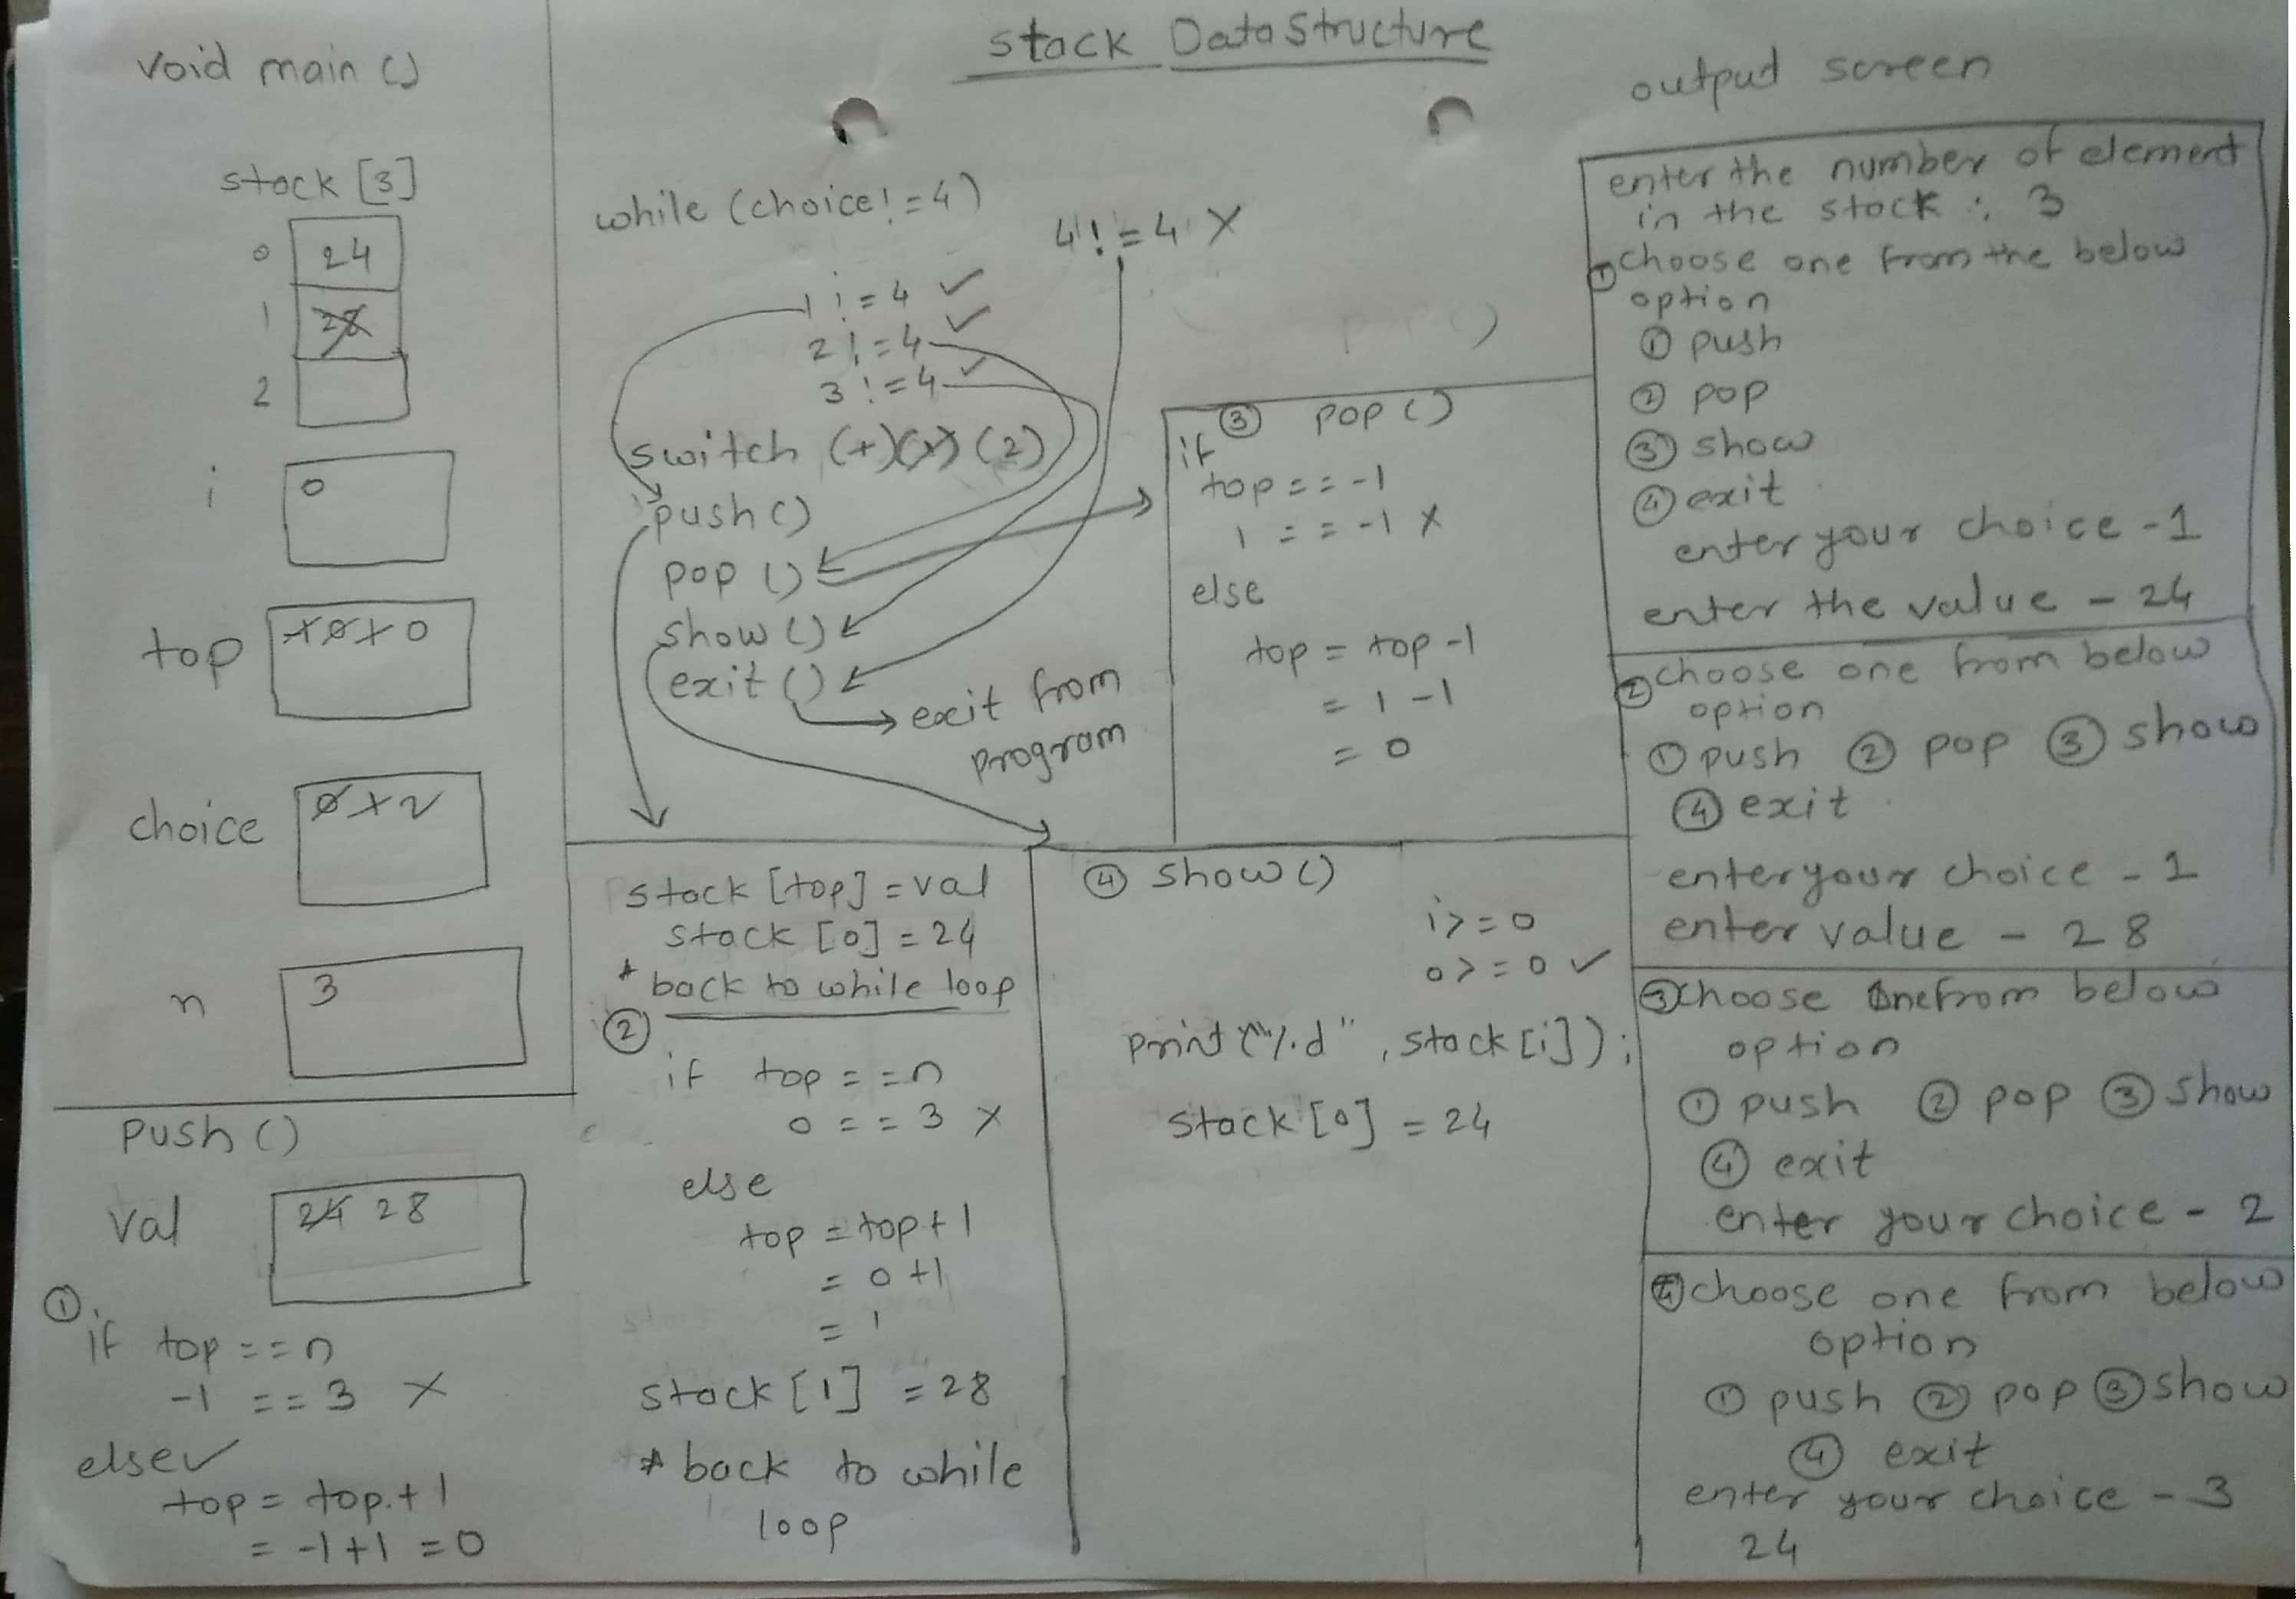 stack Data Structure
void main ()
stack [3]
0 24
1 28
2
i 0
top 0
choice 2
n 3
push ()
val 24 28
①
if top == n
-1 == 3 X
else ✓
top = top + 1
= -1 + 1 = 0
while (choice != 4)
1 != 4 ✓
2 != 4 ✓
3 != 4 ✓
4 != 4 X
switch (1)(1)(2)
push ()
pop ()
show ()
exit ()
exit from
program
stack [top] = val
stack [0] = 24
* back to while loop
②
if top == n
0 == 3 X
else
top = top + 1
= 0 + 1
= 1
stack [1] = 28
* back to while
loop
③ pop ()
if
top == -1
1 == -1 X
else
top = top - 1
= 1 - 1
= 0
④ show ()
i >= 0
0 >= 0 ✓
print ("%d", stack [i]);
stack [0] = 24
output screen
enter the number of element
in the stack : 3
① choose one from the below
option
① push
② pop
③ show
④ exit
enter your choice - 1
enter the value - 24
② choose one from below
option
① push ② pop ③ show
④ exit
enter your choice - 1
enter value - 28
③ choose one from below
option
① push ② pop ③ show
④ exit
enter your choice - 2
④ choose one from below
option
① push ② pop ③ show
④ exit
enter your choice - 3
24